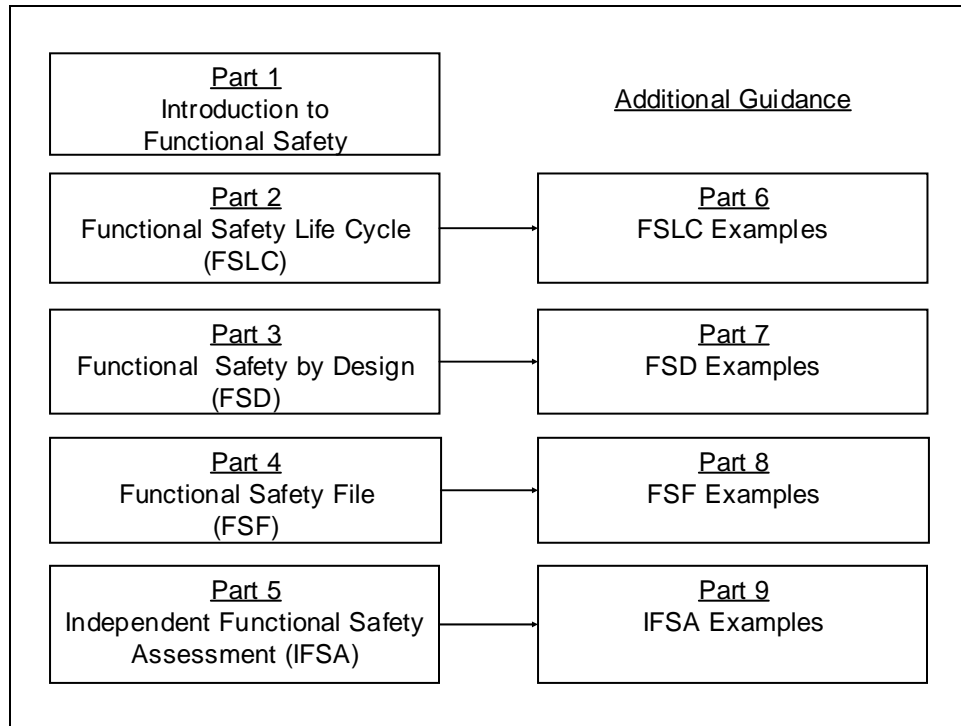 Part 1
Introduction to
Functional Safety
Additional Guidance
Part 2
Functional Safety Life Cycle
(FSLC)
Part 6
FSLC Examples
Part 3
Functional Safety by Design
(FSD)
Part 7
FSD Examples
Part 4
Functional Safety File
(FSF)
Part 8
FSF Examples
Part 5
Independent Functional Safety
Assessment (IFSA)
Part 9
IFSA Examples